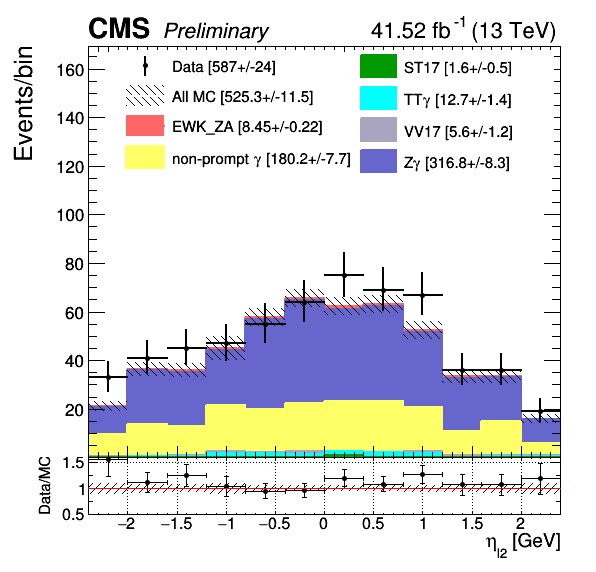 CMS Preliminary 41.52 fb⁻¹ (13 TeV)
Events/bin
160
140
120
100
80
60
40
20
Data [587+/-24]
All MC [525.3+/-11.5]
EWK_ZA [8.45+/-0.22]
non-prompt γ [180.2+/-7.7]
ST17 [1.6+/-0.5]
TTγ [12.7+/-1.4]
VV17 [5.6+/-1.2]
Zγ [316.8+/-8.3]
Data/MC
1.5
1
0.5
−2 −1.5 −1 −0.5 0 0.5 1 1.5 2
η_l2 [GeV]